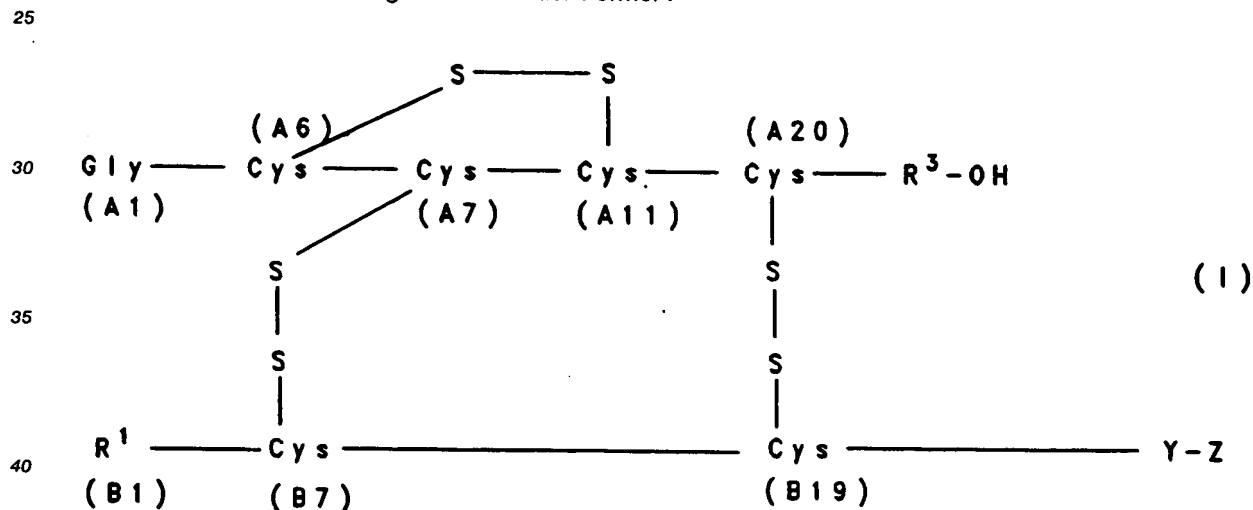 25
S S
(A6) (A20)
30 Gly Cys Cys Cys Cys R³-OH
(A1) (A7) (A11)
S S
(I)
35
S S
R¹ Cys Cys Y-Z
40
(B1) (B7) (B19)